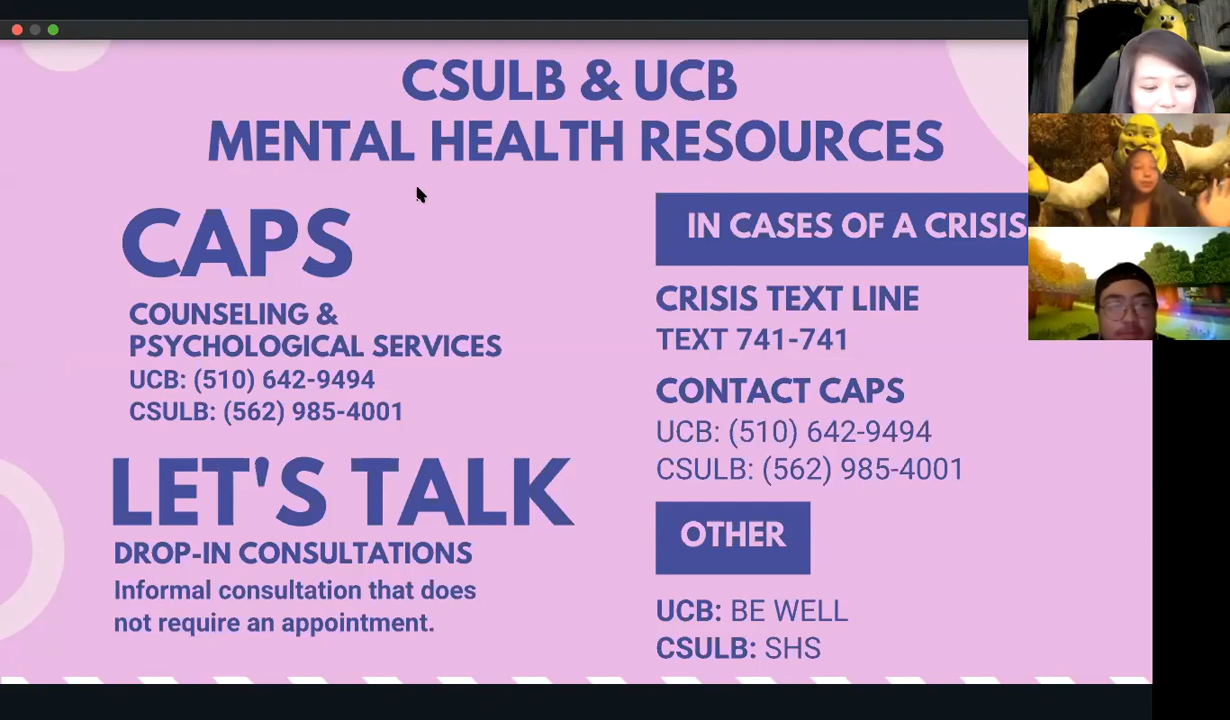 CSULB & UCB
MENTAL HEALTH RESOURCES
CAPS
COUNSELING &
PSYCHOLOGICAL SERVICES
UCB: (510) 642-9494
CSULB: (562) 985-4001
LET'S TALK
DROP-IN CONSULTATIONS
Informal consultation that does
not require an appointment.
IN CASES OF A CRISIS
CRISIS TEXT LINE
TEXT 741-741
CONTACT CAPS
UCB: (510) 642-9494
CSULB: (562) 985-4001
OTHER
UCB: BE WELL
CSULB: SHS